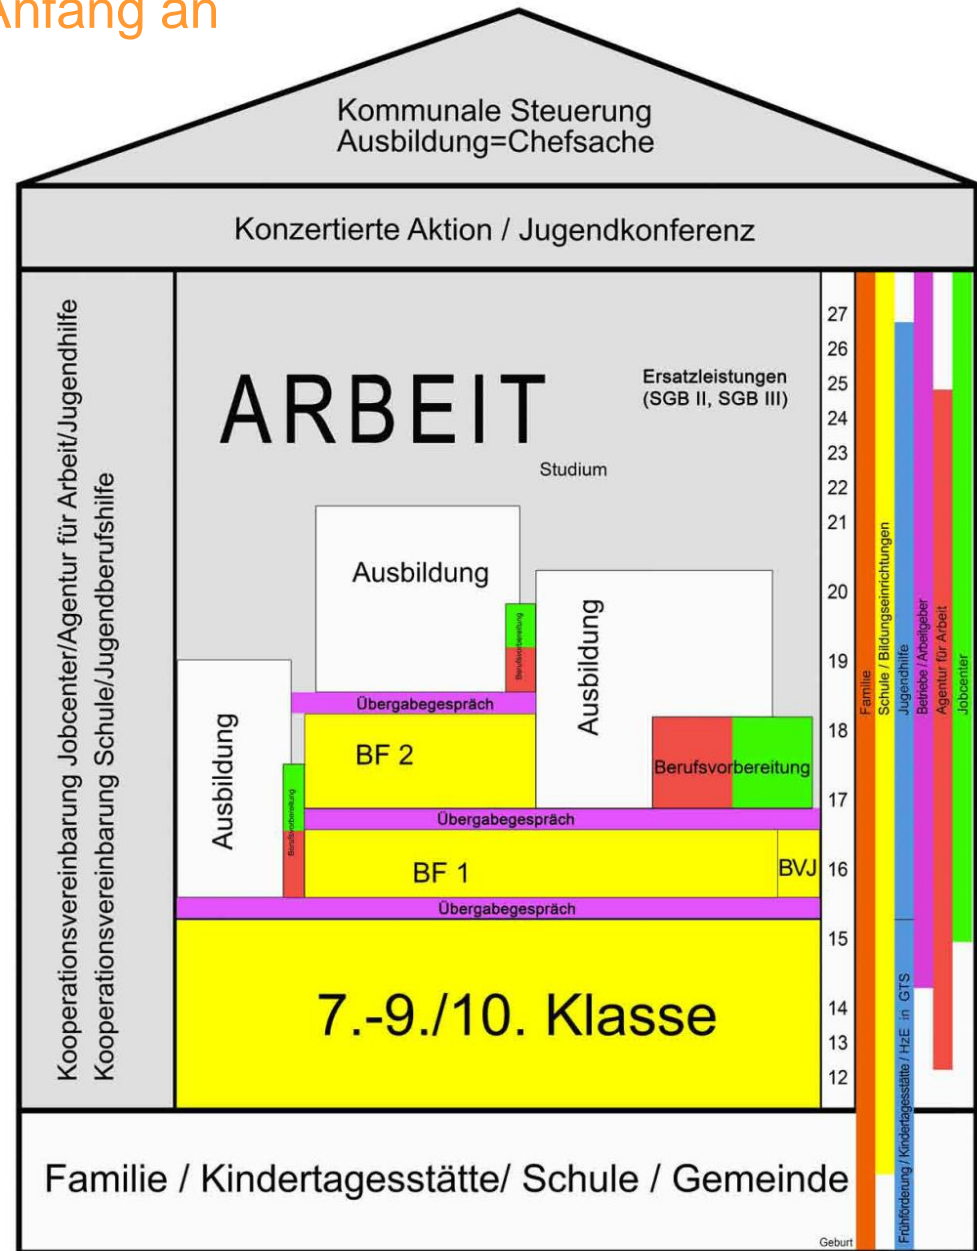 Anfang an
Kommunale Steuerung
Ausbildung=Chefsache
Konzertierte Aktion / Jugendkonferenz
Kooperationsvereinbarung Jobcenter/Agentur für Arbeit/Jugendhilfe
Kooperationsvereinbarung Schule/Jugendberufshilfe
ARBEIT
Ersatzleistungen
(SGB II, SGB III)
Studium
Ausbildung
Berufsvorbereitung
Ausbildung
Übergabegespräch
Ausbildung
Berufsvorbereitung
BF 2
Berufsvorbereitung
Übergabegespräch
BF 1
BVJ
Übergabegespräch
7.-9./10. Klasse
27
26
25
24
23
22
21
20
19
18
17
16
15
14
13
12
Familie
Schule / Bildungseinrichtungen
Jugendhilfe
Betriebe / Arbeitgeber
Agentur für Arbeit
Jobcenter
Frühförderung / Kindertagesstätte / HzE in GTS
Familie / Kindertagesstätte/ Schule / Gemeinde
Geburt